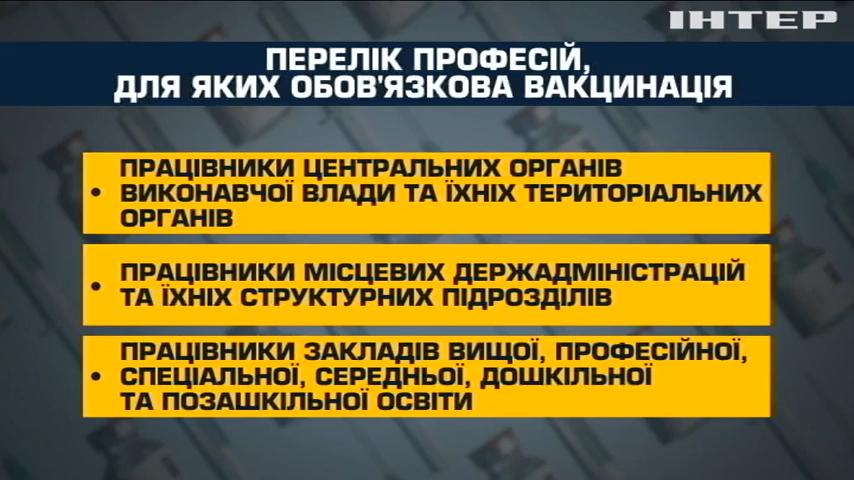 ІНТЕР
ПЕРЕЛІК ПРОФЕСІЙ,
ДЛЯ ЯКИХ ОБОВ'ЯЗКОВА ВАКЦИНАЦІЯ
• ПРАЦІВНИКИ ЦЕНТРАЛЬНИХ ОРГАНІВ
ВИКОНАВЧОЇ ВЛАДИ ТА ЇХНІХ ТЕРИТОРІАЛЬНИХ
ОРГАНІВ
• ПРАЦІВНИКИ МІСЦЕВИХ ДЕРЖАДМІНІСТРАЦІЙ
ТА ЇХНІХ СТРУКТУРНИХ ПІДРОЗДІЛІВ
• ПРАЦІВНИКИ ЗАКЛАДІВ ВИЩОЇ, ПРОФЕСІЙНОЇ,
СПЕЦІАЛЬНОЇ, СЕРЕДНЬОЇ, ДОШКІЛЬНОЇ
ТА ПОЗАШКІЛЬНОЇ ОСВІТИ